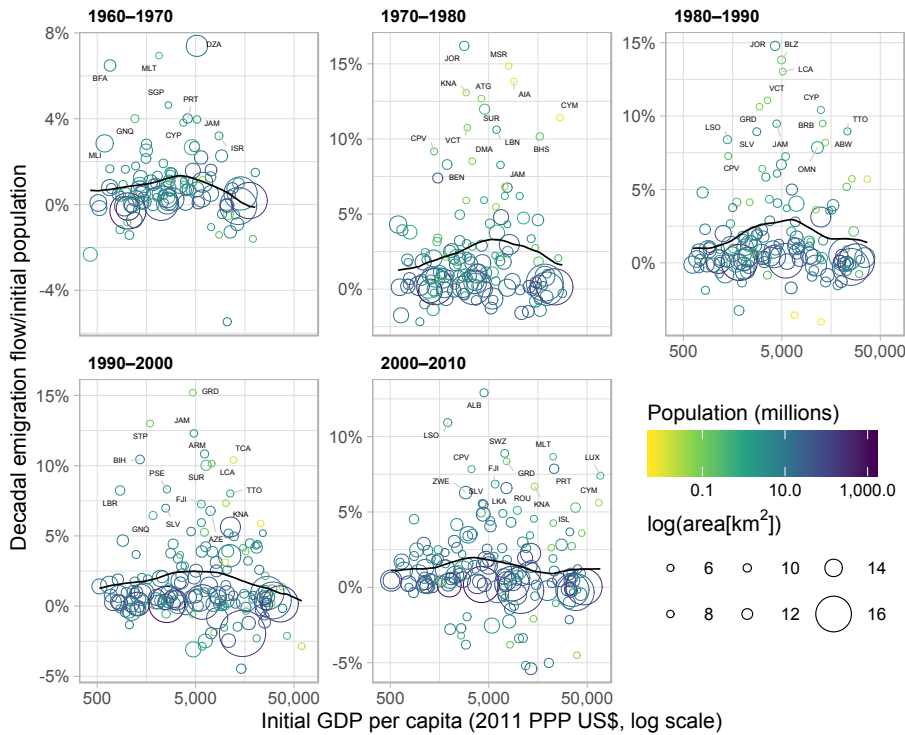 1960–1970
1970–1980
1980–1990
8%
4%
0%
-4%
DZA
MLT
BFA
SGP
PRT
JAM
GNQ
CYP
ISR
MLI
15%
10%
5%
0%
JOR
MSR
KNA
ATG
AIA
CYM
SUR
VCT
LBN
BHS
CPV
DMA
BEN
JAM
15%
10%
5%
0%
JOR
BLZ
LCA
VCT
CYP
GRD
BRB
TTO
LSO
SLV
JAM
ABW
CPV
OMN
500
5,000
50,000
Decadal emigration flow/initial population
1990–2000
2000–2010
15%
10%
5%
0%
-5%
GRD
STP
JAM
ARM
TCA
BIH
PSE
SUR
LCA
LBR
FJI
TTO
GNQ
SLV
KNA
AZE
500
5,000
50,000
15%
10%
5%
0%
-5%
ALB
LSO
SWZ
MLT
CPV
LUX
FJI
GRD
PRT
ZWE
SLV
LKA
ROU
KNA
CYM
ISL
500
5,000
50,000
Population (millions)
0.1
10.0
1,000.0
log(area[km²])
6
10
14
8
12
16
Initial GDP per capita (2011 PPP US$, log scale)